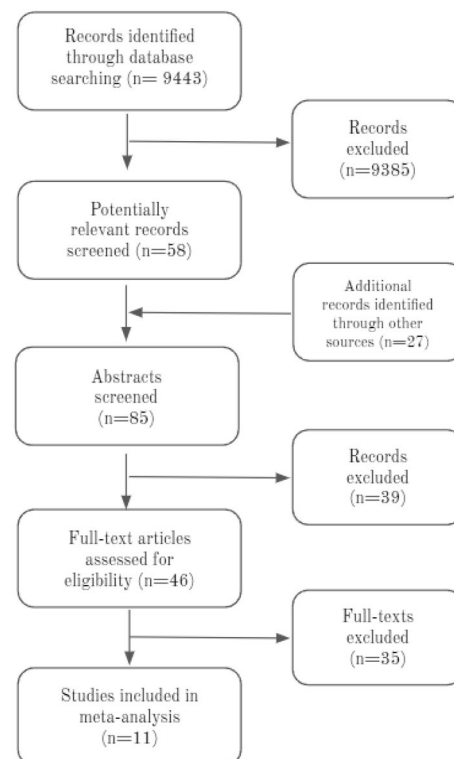 Records identified
through database
searching (n= 9443)
Records
excluded
(n=9385)
Potentially
relevant records
screened (n=58)
Additional
records identified
through other
sources (n=27)
Abstracts
screened
(n=85)
Records
excluded
(n=39)
Full-text articles
assessed for
eligibility (n=46)
Full-texts
excluded
(n=35)
Studies included in
meta-analysis
(n=11)